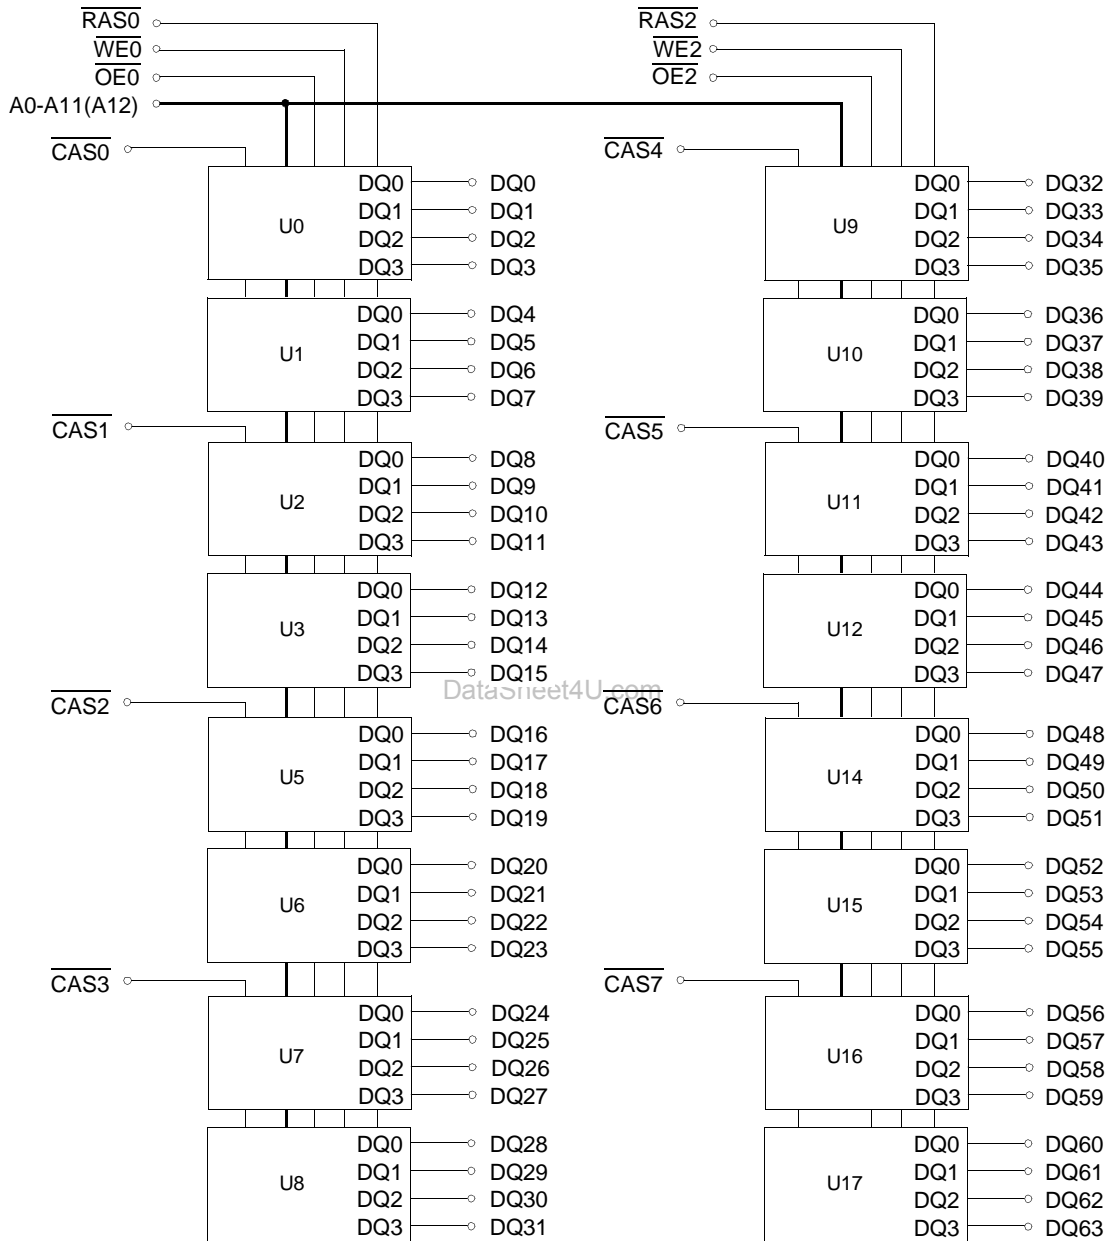 RAS0 RAS2
WE0 WE2
OE0 OE2
A0-A11(A12)
CAS0 CAS4
DQ0 DQ0 DQ0 DQ32
DQ1 DQ1 DQ1 DQ33
U0 U9
DQ2 DQ2 DQ2 DQ34
DQ3 DQ3 DQ3 DQ35
DQ0 DQ4 DQ0 DQ36
DQ1 DQ5 DQ1 DQ37
U1 U10
DQ2 DQ6 DQ2 DQ38
DQ3 DQ7 DQ3 DQ39
CAS1 CAS5
DQ0 DQ8 DQ0 DQ40
DQ1 DQ9 DQ1 DQ41
U2 U11
DQ2 DQ10 DQ2 DQ42
DQ3 DQ11 DQ3 DQ43
DQ0 DQ12 DQ0 DQ44
DQ1 DQ13 DQ1 DQ45
U3 U12
DQ2 DQ14 DQ2 DQ46
DQ3 DQ15 DQ3 DQ47
DataSheet4U.com
CAS2 CAS6
DQ0 DQ16 DQ0 DQ48
DQ1 DQ17 DQ1 DQ49
U5 U14
DQ2 DQ18 DQ2 DQ50
DQ3 DQ19 DQ3 DQ51
DQ0 DQ20 DQ0 DQ52
DQ1 DQ21 DQ1 DQ53
U6 U15
DQ2 DQ22 DQ2 DQ54
DQ3 DQ23 DQ3 DQ55
CAS3 CAS7
DQ0 DQ24 DQ0 DQ56
DQ1 DQ25 DQ1 DQ57
U7 U16
DQ2 DQ26 DQ2 DQ58
DQ3 DQ27 DQ3 DQ59
DQ0 DQ28 DQ0 DQ60
DQ1 DQ29 DQ1 DQ61
U8 U17
DQ2 DQ30 DQ2 DQ62
DQ3 DQ31 DQ3 DQ63